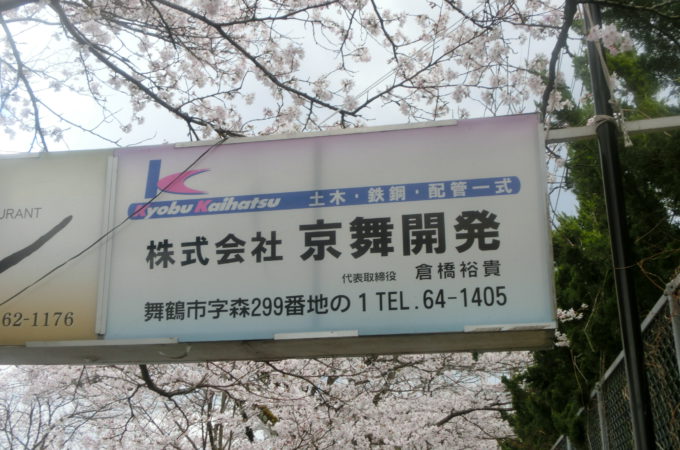 URANT
62-1176
Kyobu Kaihatsu 土木・鉄鋼・配管一式
株式会社 京舞開発
代表取締役 倉橋裕貴
舞鶴市字森299番地の1 TEL. 64-1405